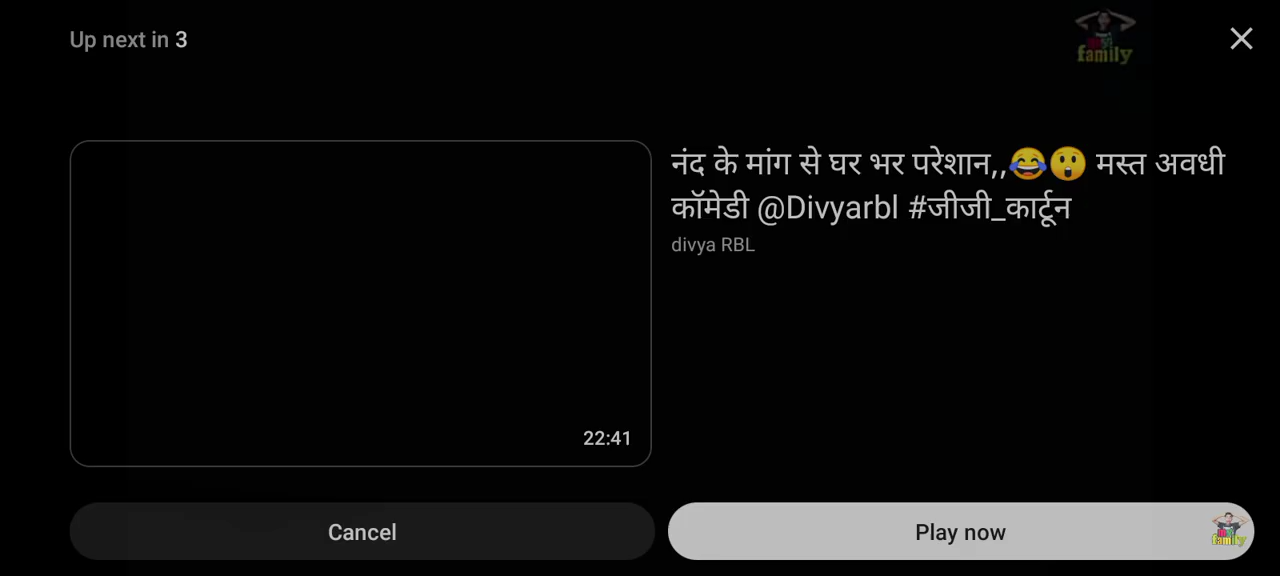 Up next in 3
family
नंद के मांग से घर भर परेशान,,😂😲 मस्त अवधी
कॉमेडी @Divyarbl #जीजी_कार्टून
divya RBL
22:41
Cancel
Play now
family